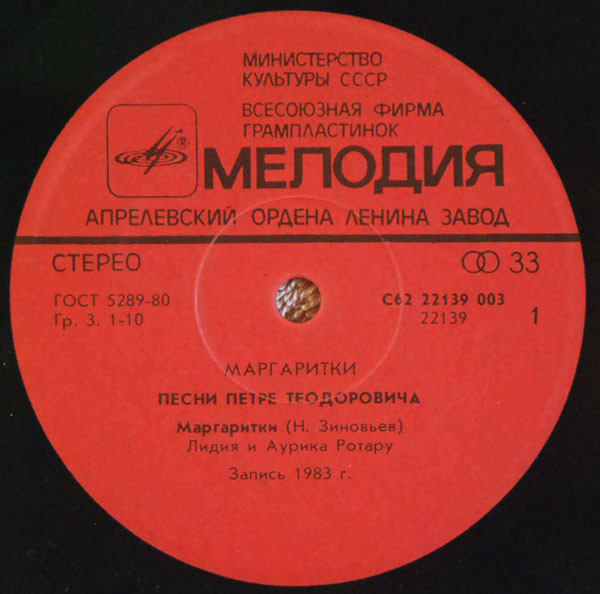 МИНИСТЕРСТВО
КУЛЬТУРЫ СССР
ВСЕСОЮЗНАЯ ФИРМА
ГРАМПЛАСТИНОК
®
МЕЛОДИЯ
АПРЕЛЕВСКИЙ ОРДЕНА ЛЕНИНА ЗАВОД
СТЕРЕО 33
ГОСТ 5289-80 С62 22139 003
Гр. 3. 1-10 22139 1
МАРГАРИТКИ
ПЕСНИ ПЕТРЕ ТЕОДОРОВИЧА
Маргаритки (Н. Зиновьев)
Лидия и Аурика Ротару
Запись 1983 г.